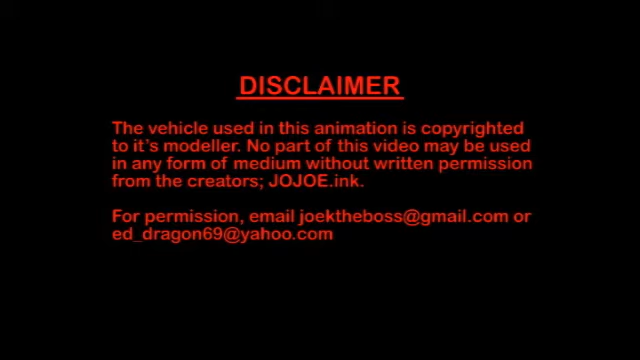 DISCLAIMER
The vehicle used in this animation is copyrighted
to it's modeller. No part of this video may be used
in any form of medium without written permission
from the creators; JOJOE.ink.
For permission, email joektheboss@gmail.com or
ed_dragon69@yahoo.com